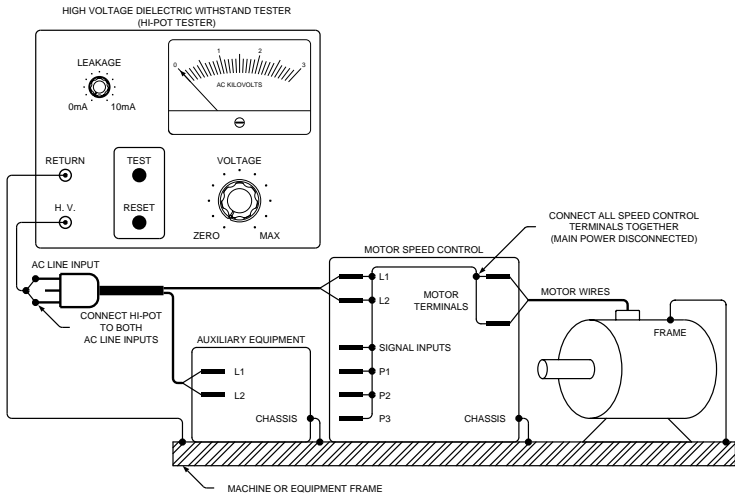 HIGH VOLTAGE DIELECTRIC WITHSTAND TESTER
(HI-POT TESTER)
LEAKAGE
0mA 10mA
0 1 2 3
AC KILOVOLTS
RETURN
TEST
VOLTAGE
H. V.
RESET
ZERO MAX
CONNECT ALL SPEED CONTROL
TERMINALS TOGETHER
(MAIN POWER DISCONNECTED)
MOTOR SPEED CONTROL
AC LINE INPUT
L1
L2
MOTOR
TERMINALS
MOTOR WIRES
CONNECT HI-POT
TO BOTH
AC LINE INPUTS
FRAME
AUXILIARY EQUIPMENT
SIGNAL INPUTS
L1
P1
L2
P2
CHASSIS
P3
CHASSIS
MACHINE OR EQUIPMENT FRAME